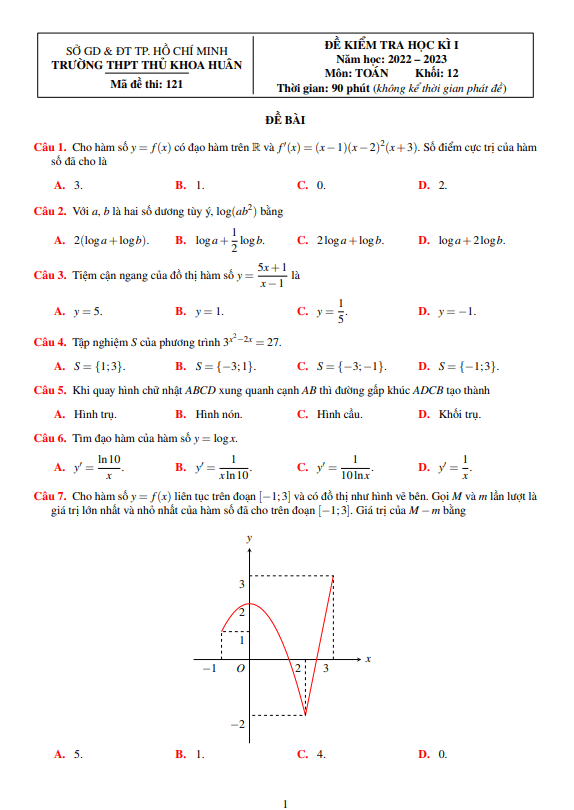 SỞ GD & ĐT TP. HỒ CHÍ MINH
TRƯỜNG THPT THỦ KHOA HUÂN
Mã đề thi: 121
ĐỀ KIỂM TRA HỌC KÌ I
Năm học: 2022 – 2023
Môn: TOÁN Khối: 12
Thời gian: 90 phút (không kể thời gian phát đề)
ĐỀ BÀI
Câu 1. Cho hàm số y = f(x) có đạo hàm trên ℝ và f′(x) = (x−1)(x−2)²(x+3). Số điểm cực trị của hàm
số đã cho là
A. 3. B. 1. C. 0. D. 2.
Câu 2. Với a, b là hai số dương tùy ý, log(ab²) bằng
A. 2(log a + log b). B. log a + 1/2 log b. C. 2 log a + log b. D. log a + 2 log b.
Câu 3. Tiệm cận ngang của đồ thị hàm số y = (5x+1)/(x−1) là
A. y = 5. B. y = 1. C. y = 1/5. D. y = −1.
Câu 4. Tập nghiệm S của phương trình 3^(x²−2x) = 27.
A. S = {1;3}. B. S = {−3;1}. C. S = {−3;−1}. D. S = {−1;3}.
Câu 5. Khi quay hình chữ nhật ABCD xung quanh cạnh AB thì đường gấp khúc ADCB tạo thành
A. Hình trụ. B. Hình nón. C. Hình cầu. D. Khối trụ.
Câu 6. Tìm đạo hàm của hàm số y = log x.
A. y′ = ln 10/x. B. y′ = 1/(x ln 10). C. y′ = 1/(10 ln x). D. y′ = 1/x.
Câu 7. Cho hàm số y = f(x) liên tục trên đoạn [−1;3] và có đồ thị như hình vẽ bên. Gọi M và m lần lượt là
giá trị lớn nhất và nhỏ nhất của hàm số đã cho trên đoạn [−1;3]. Giá trị của M − m bằng
y
3
2
1
−1 O 2 3 x
−2
A. 5. B. 1. C. 4. D. 0.
1